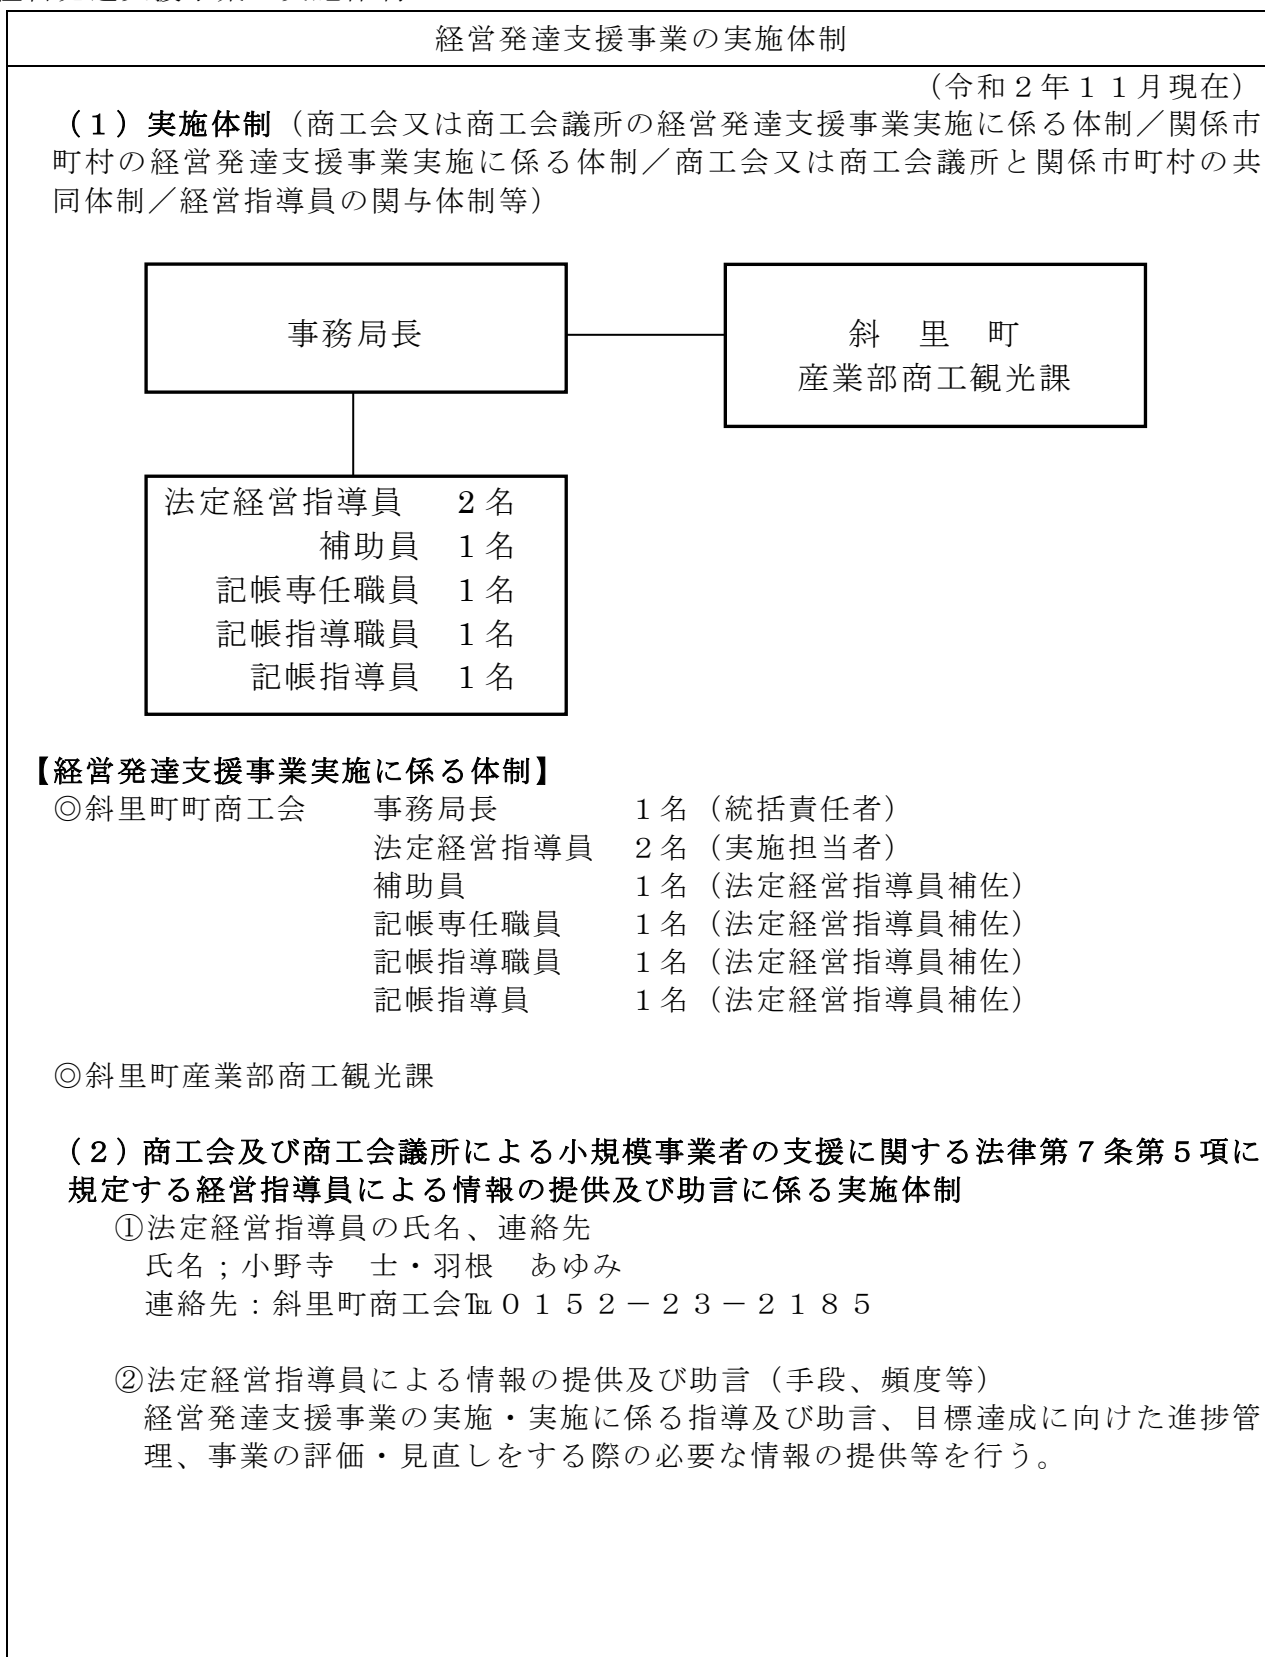 経営発達支援事業の実施体制
（令和２年１１月現在）
（１）実施体制（商工会又は商工会議所の経営発達支援事業実施に係る体制／関係市
町村の経営発達支援事業実施に係る体制／商工会又は商工会議所と関係市町村の共
同体制／経営指導員の関与体制等）
事務局長
斜　里　町
産業部商工観光課
法定経営指導員　２名
補助員　１名
記帳専任職員　１名
記帳指導職員　１名
記帳指導員　１名
【経営発達支援事業実施に係る体制】
◎斜里町町商工会　事務局長　１名（統括責任者）
法定経営指導員　２名（実施担当者）
補助員　１名（法定経営指導員補佐）
記帳専任職員　１名（法定経営指導員補佐）
記帳指導職員　１名（法定経営指導員補佐）
記帳指導員　１名（法定経営指導員補佐）
◎斜里町産業部商工観光課
（２）商工会及び商工会議所による小規模事業者の支援に関する法律第７条第５項に
規定する経営指導員による情報の提供及び助言に係る実施体制
①法定経営指導員の氏名、連絡先
氏名；小野寺　士・羽根　あゆみ
連絡先：斜里町商工会℡０１５２－２３－２１８５
②法定経営指導員による情報の提供及び助言（手段、頻度等）
経営発達支援事業の実施・実施に係る指導及び助言、目標達成に向けた進捗管
理、事業の評価・見直しをする際の必要な情報の提供等を行う。